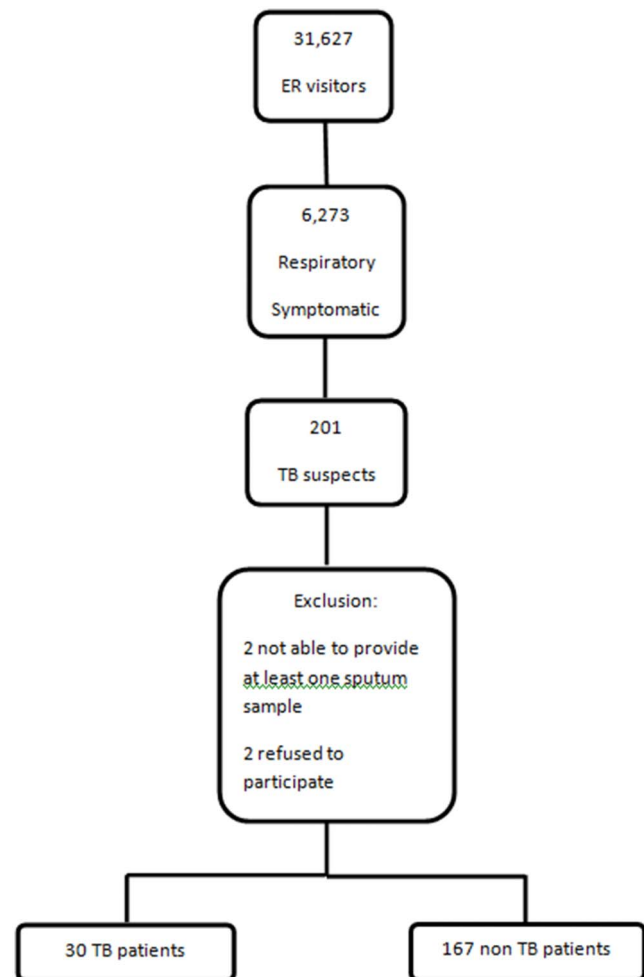 31,627
ER visitors
6,273
Respiratory
Symptomatic
201
TB suspects
Exclusion:
2 not able to provide
at least one sputum
sample
2 refused to
participate
30 TB patients
167 non TB patients